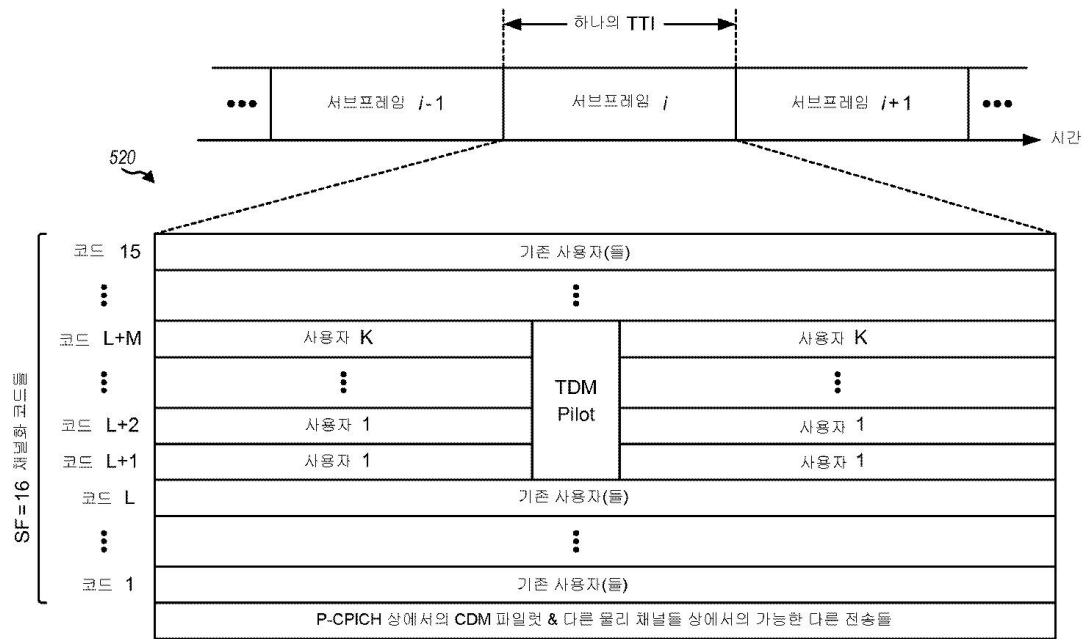 하나의 TTI
••• 서브프레임 i-1 서브프레임 i 서브프레임 i+1 •••
시간
520
SF=16 채널화 코드들
코드 15 기존 사용자(들)
코드 L+M 사용자 K 사용자 K
TDM
Pilot
코드 L+2 사용자 1 사용자 1
코드 L+1 사용자 1 사용자 1
코드 L 기존 사용자(들)
코드 1 기존 사용자(들)
P-CPICH 상에서의 CDM 파일럿 & 다른 물리 채널들 상에서의 가능한 다른 전송들